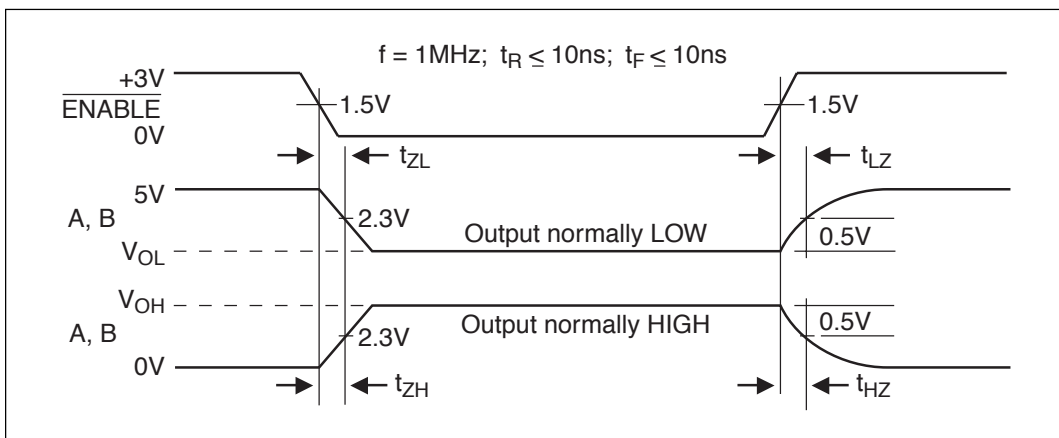 f = 1MHz; tR ≤ 10ns; tF ≤ 10ns
+3V
ENABLE
0V
1.5V
1.5V
tZL
tLZ
5V
A, B
VOL
2.3V
Output normally LOW
0.5V
VOH
A, B
0V
2.3V
Output normally HIGH
0.5V
tZH
tHZ